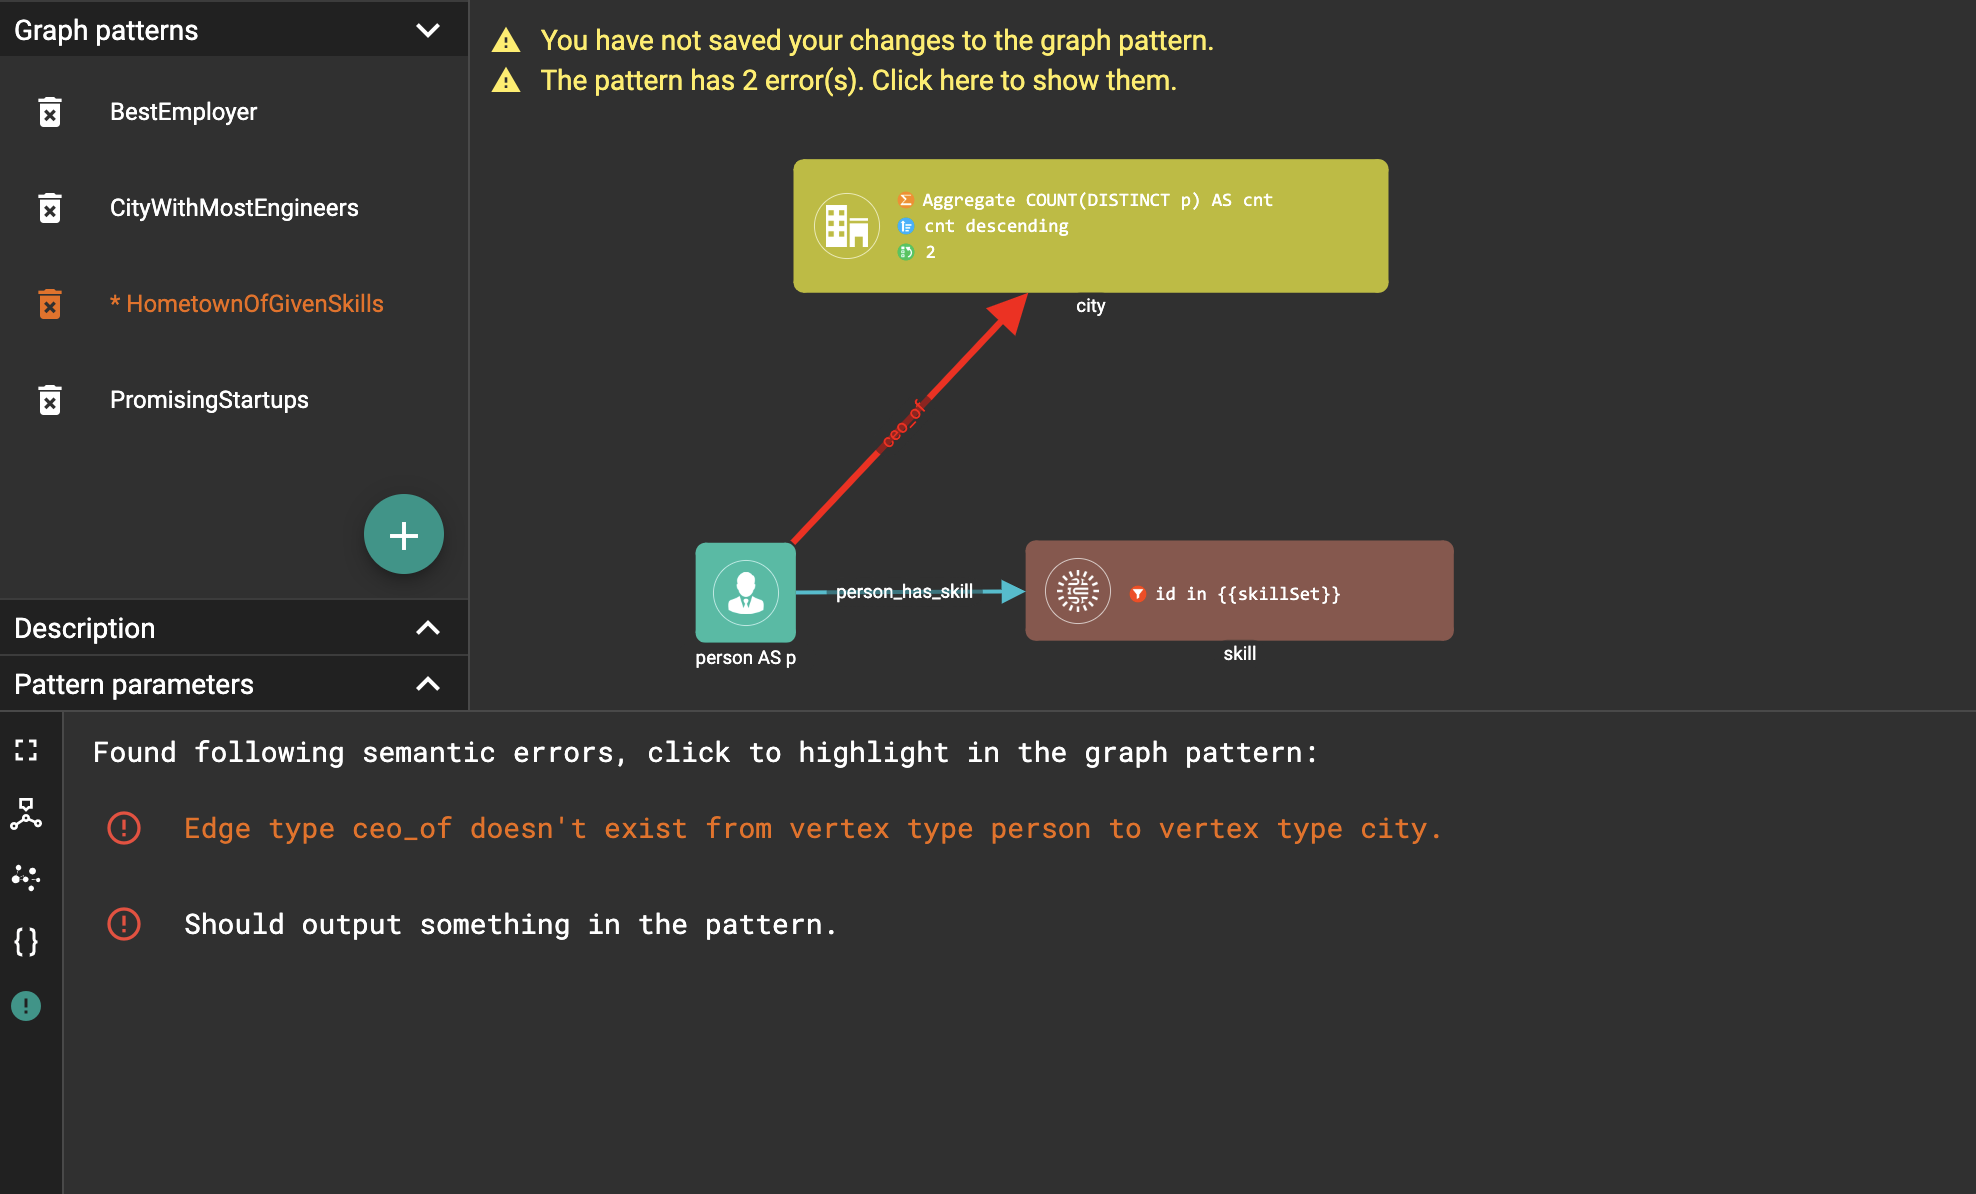 Graph patterns
BestEmployer
CityWithMostEngineers
* HometownOfGivenSkills
PromisingStartups
Description
Pattern parameters
You have not saved your changes to the graph pattern.
The pattern has 2 error(s). Click here to show them.
Aggregate COUNT(DISTINCT p) AS cnt
cnt descending
2
city
ceo_of
person_has_skill
id in {{skillSet}}
person AS p
skill
Found following semantic errors, click to highlight in the graph pattern:
Edge type ceo_of doesn't exist from vertex type person to vertex type city.
Should output something in the pattern.